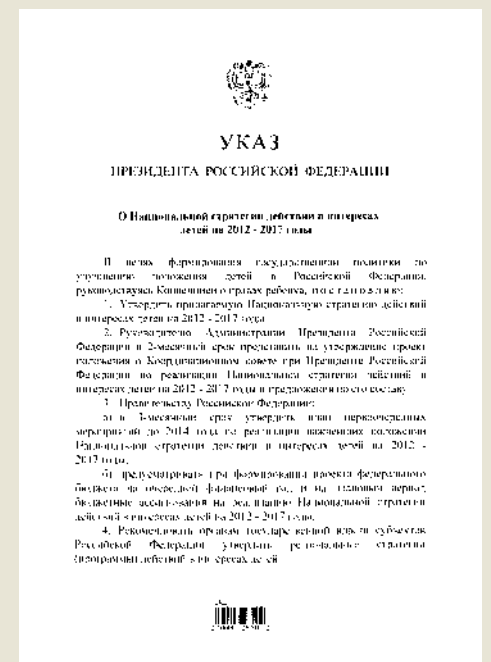 УКАЗ
ПРЕЗИДЕНТА РОССИЙСКОЙ ФЕДЕРАЦИИ
О Национальной стратегии действий в интересах
детей на 2012 - 2017 годы
В целях формирования государственной политики по
улучшению положения детей в Российской Федерации,
руководствуясь Конвенцией о правах ребенка, постановляю:
1. Утвердить прилагаемую Национальную стратегию действий
в интересах детей на 2012 - 2017 годы.
2. Руководителю Администрации Президента Российской
Федерации в 2-месячный срок представить на утверждение проект
положения о Координационном совете при Президенте Российской
Федерации по реализации Национальной стратегии действий в
интересах детей на 2012 - 2017 годы и предложения по его составу.
3. Правительству Российской Федерации:
а) в 3-месячный срок утвердить план первоочередных
мероприятий до 2014 года по реализации важнейших положений
Национальной стратегии действий в интересах детей на 2012 -
2017 годы;
б) предусматривать при формировании проекта федерального
бюджета на очередной финансовый год и на плановый период
бюджетные ассигнования на реализацию Национальной стратегии
действий в интересах детей на 2012 - 2017 годы.
4. Рекомендовать органам государственной власти субъектов
Российской Федерации утвердить региональные стратегии
(программы) действий в интересах детей.